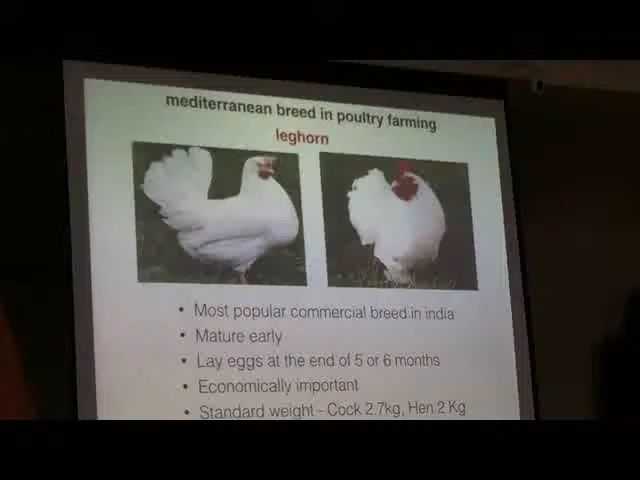 mediterranean breed in poultry farming
leghorn
• Most popular commercial breed in india
• Mature early
• Lay eggs at the end of 5 or 6 months
• Economically important
• Standard weight – Cock 2.7kg, Hen 2 Kg